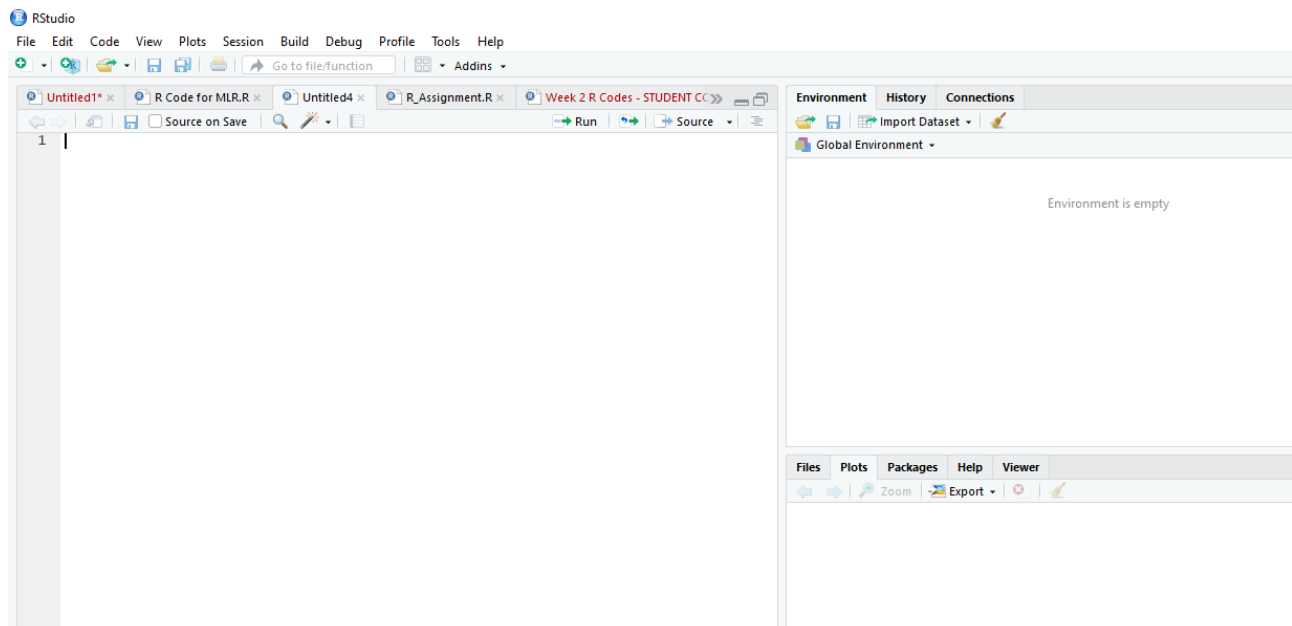 RStudio
File Edit Code View Plots Session Build Debug Profile Tools Help
Go to file/function Addins
Untitled1* R Code for MLR.R Untitled4 R_Assignment.R Week 2 R Codes - STUDENT
Source on Save Run Source
1
Environment History Connections
Import Dataset
Global Environment
Environment is empty
Files Plots Packages Help Viewer
Zoom Export